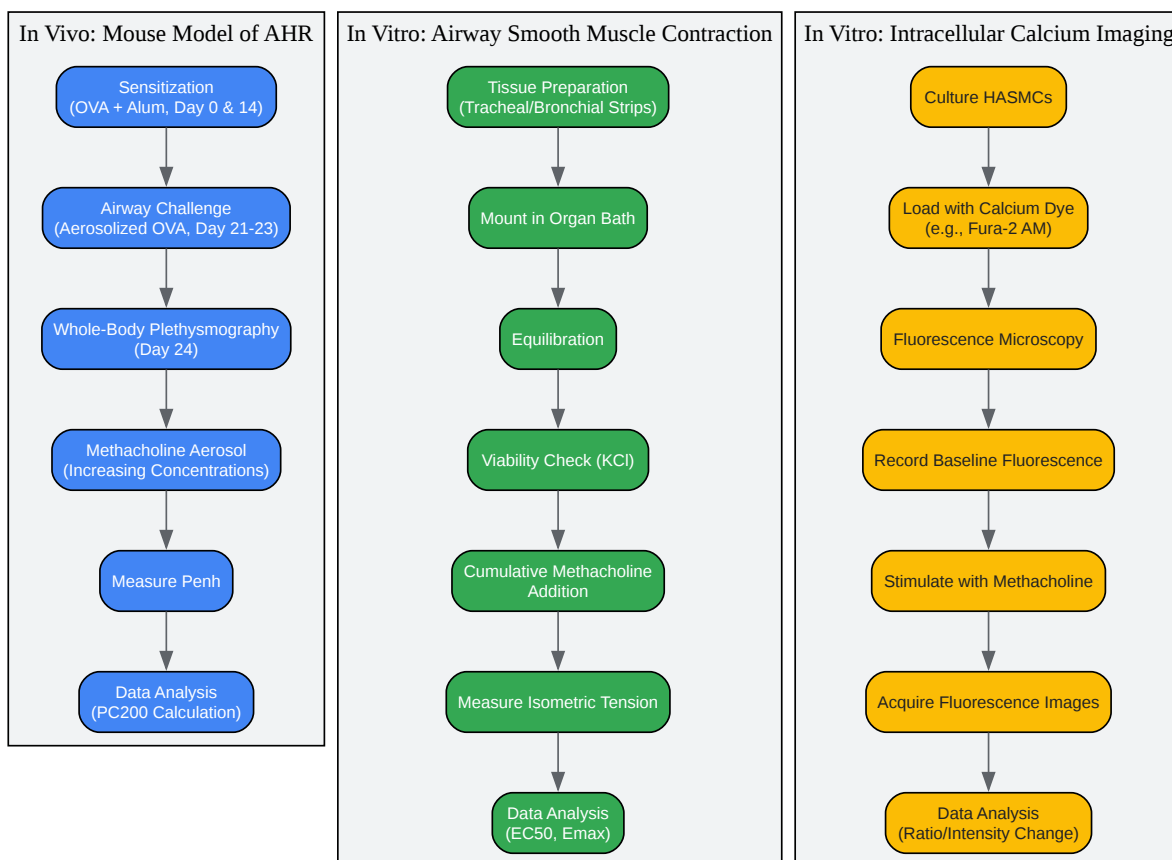 In Vivo: Mouse Model of AHR
Sensitization
(OVA + Alum, Day 0 & 14)
Airway Challenge
(Aerosolized OVA, Day 21-23)
Whole-Body Plethysmography
(Day 24)
Methacholine Aerosol
(Increasing Concentrations)
Measure Penh
Data Analysis
(PC200 Calculation)
In Vitro: Airway Smooth Muscle Contraction
Tissue Preparation
(Tracheal/Bronchial Strips)
Mount in Organ Bath
Equilibration
Viability Check (KCl)
Cumulative Methacholine
Addition
Measure Isometric Tension
Data Analysis
(EC50, Emax)
In Vitro: Intracellular Calcium Imaging
Culture HASMCs
Load with Calcium Dye
(e.g., Fura-2 AM)
Fluorescence Microscopy
Record Baseline Fluorescence
Stimulate with Methacholine
Acquire Fluorescence Images
Data Analysis
(Ratio/Intensity Change)